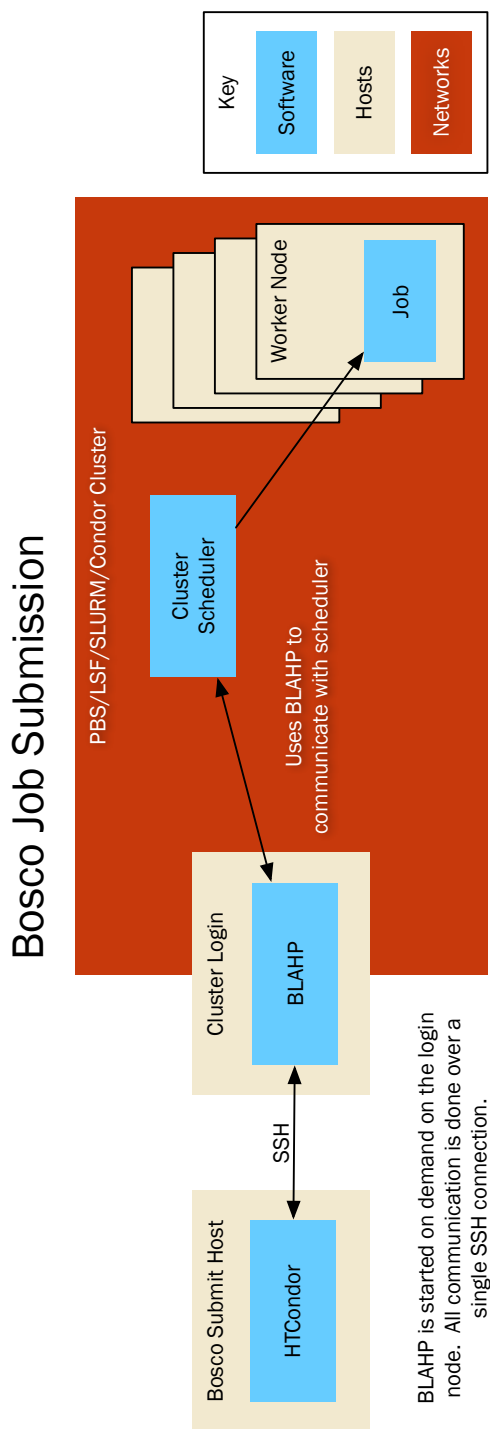 Bosco Job Submission
Bosco Submit Host
HTCondor
SSH
Cluster Login
BLAHP
BLAHP is started on demand on the login
node. All communication is done over a
single SSH connection.
PBS/LSF/SLURM/Condor Cluster
Cluster
Scheduler
Uses BLAHP to
communicate with scheduler
Worker Node
Job
Key
Software
Hosts
Networks